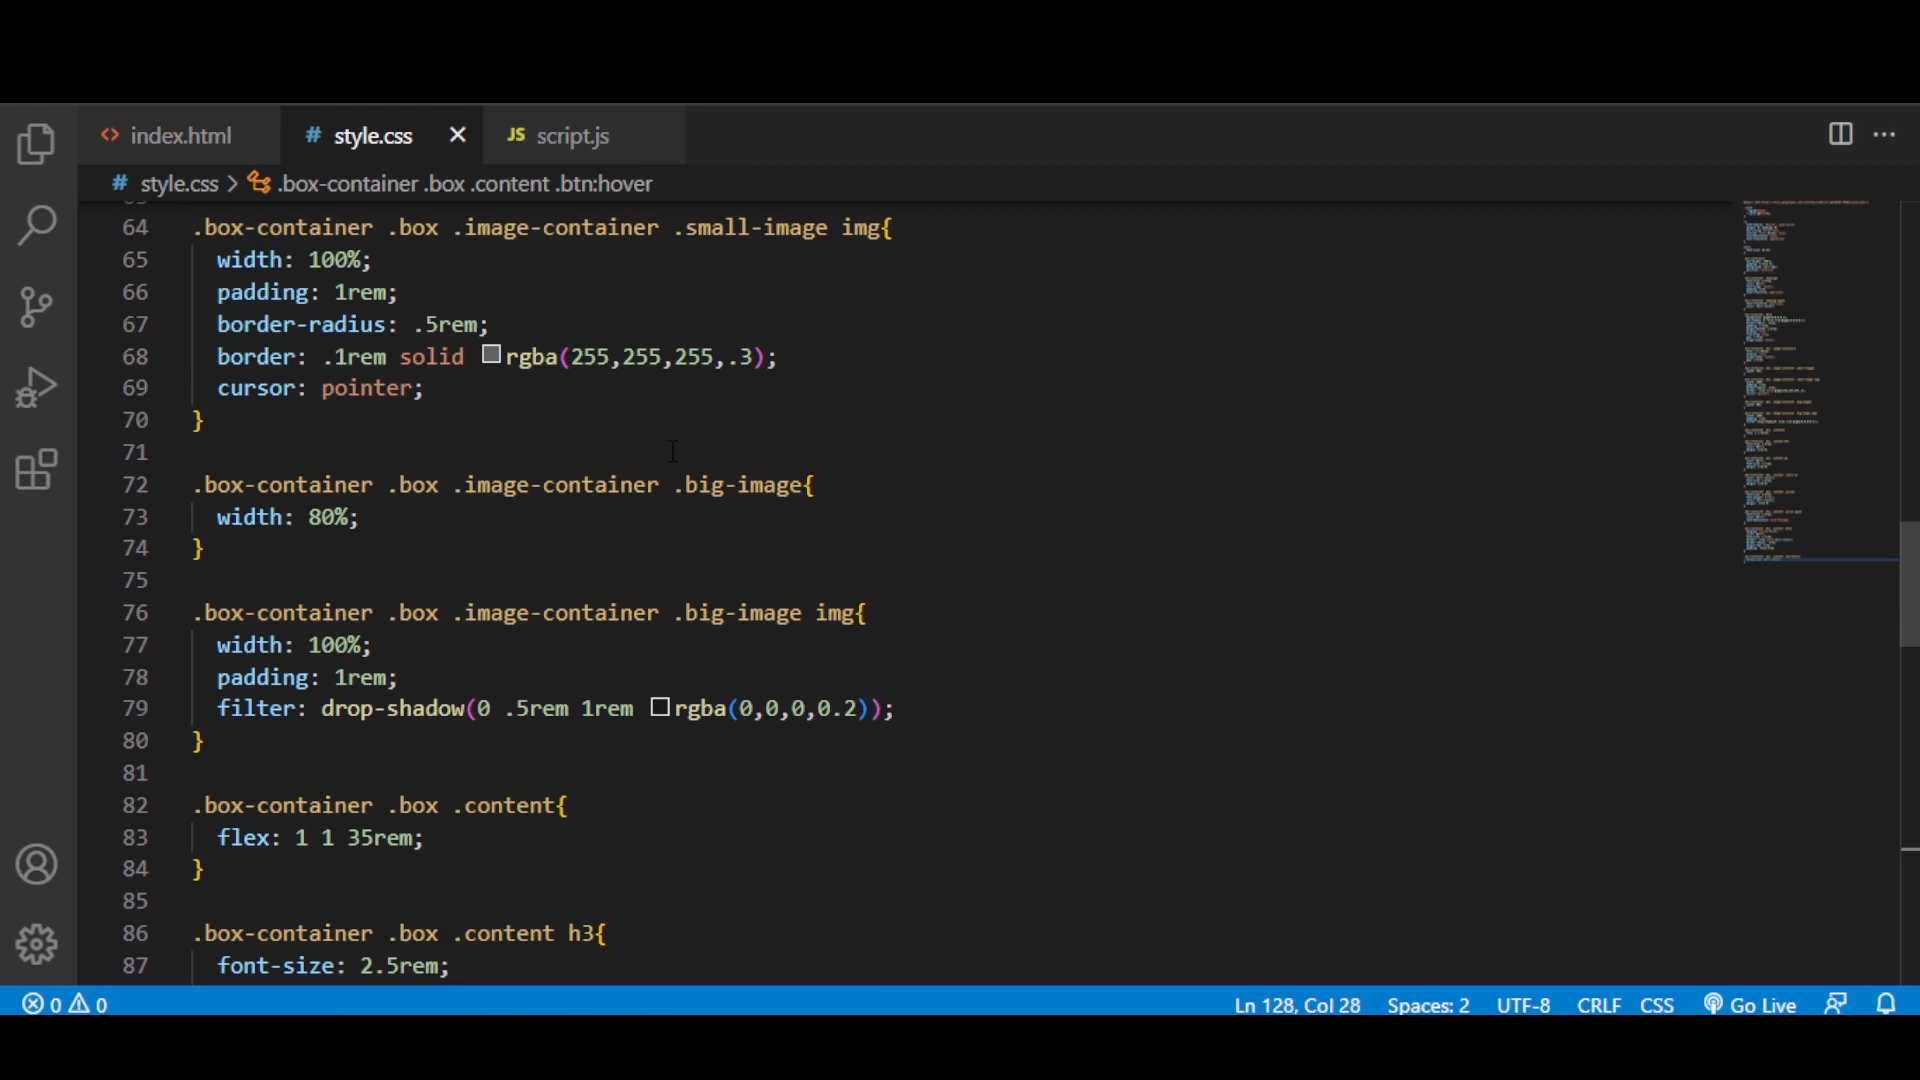 index.html
style.css
JS script.js
style.css > .box-container .box .content .btn:hover
64 .box-container .box .image-container .small-image img{
65 width: 100%;
66 padding: 1rem;
67 border-radius: .5rem;
68 border: .1rem solid rgba(255,255,255,.3);
69 cursor: pointer;
70 }
71
72 .box-container .box .image-container .big-image{
73 width: 80%;
74 }
75
76 .box-container .box .image-container .big-image img{
77 width: 100%;
78 padding: 1rem;
79 filter: drop-shadow(0 .5rem 1rem rgba(0,0,0,0.2));
80 }
81
82 .box-container .box .content{
83 flex: 1 1 35rem;
84 }
85
86 .box-container .box .content h3{
87 font-size: 2.5rem;
0 0 Ln 128, Col 28 Spaces: 2 UTF-8 CRLF CSS Go Live